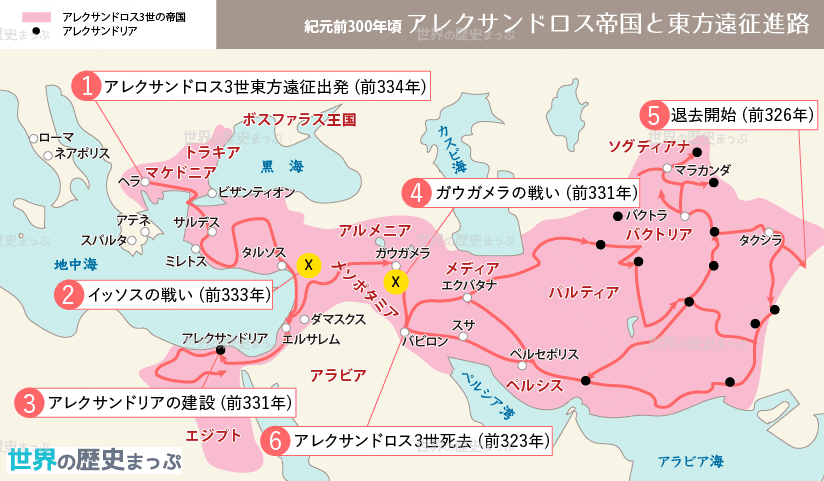 アレクサンドロス3世の帝国
アレクサンドリア
紀元前300年頃 アレクサンドロス帝国と東方遠征進路
世界の歴史まっぷ
1 アレクサンドロス3世東方遠征出発 (前334年)
5 退去開始 (前326年)
ボスファラス王国
カスピ海
ソグディアナ
ローマ
ネアポリス
トラキア
マケドニア
黒海
マラカンダ
ペラ
ビザンティオン
4 ガウガメラの戦い (前331年)
アテネ
サルデス
アルメニア
バクトラ
バクトリア
スパルタ
ミレトス
タルソス
ガウガメラ
タクシラ
地中海
X
メソポタミア
X
メディア
エクバタナ
パルティア
2 イッソスの戦い (前333年)
アレクサンドリア
ダマスクス
エルサレム
バビロン
スサ
ペルセポリス
アラビア
ペルシス
ペルシア湾
3 アレクサンドリアの建設 (前331年)
エジプト
6 アレクサンドロス3世死去 (前323年)
世界の歴史まっぷ
アラビア海